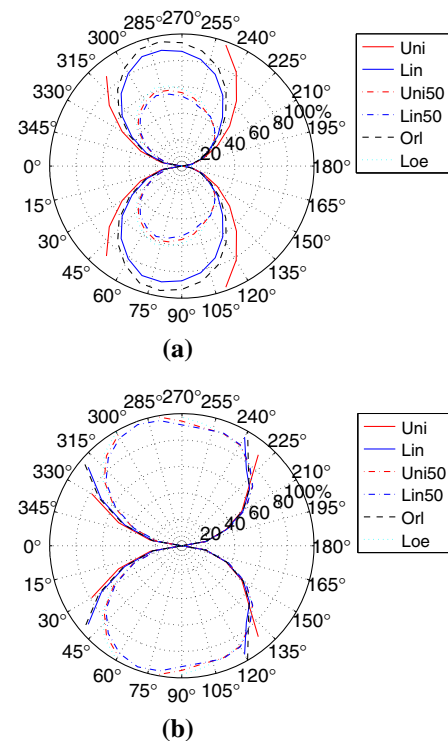 270°
285° 255°
300° 240°
315° 225°
330° 210°
345° 195°
0° 180°
15° 165°
30° 150°
45° 135°
60° 120°
75° 105°
90°
20 40 60 80 100%
Uni
Lin
Uni50
Lin50
Orl
Loe
(a)
270°
285° 255°
300° 240°
315° 225°
330° 210°
345° 195°
0° 180°
15° 165°
30° 150°
45° 135°
60° 120°
75° 105°
90°
20 40 60 80 100%
Uni
Lin
Uni50
Lin50
Orl
Loe
(b)